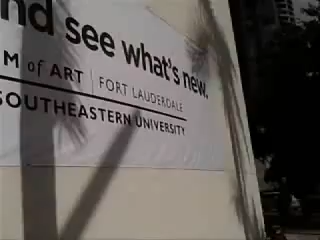 nd see what's new.
M of ART | FORT LAUDERDALE
SOUTHEASTERN UNIVERSITY